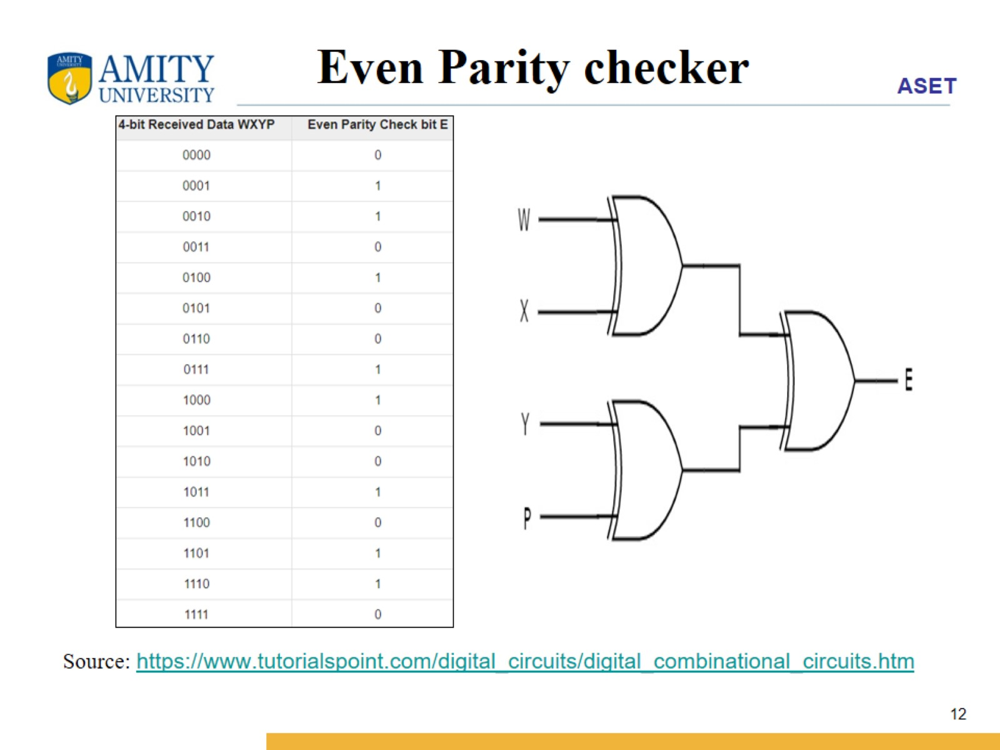 AMITY
UNIVERSITY
AMITY
UNIVERSITY
Even Parity checker
ASET
4-bit Received Data WXYP Even Parity Check bit E
0000 0
0001 1
0010 1
0011 0
0100 1
0101 0
0110 0
0111 1
1000 1
1001 0
1010 0
1011 1
1100 0
1101 1
1110 1
1111 0
W
X
Y
P
E
Source: https://www.tutorialspoint.com/digital_circuits/digital_combinational_circuits.htm
12